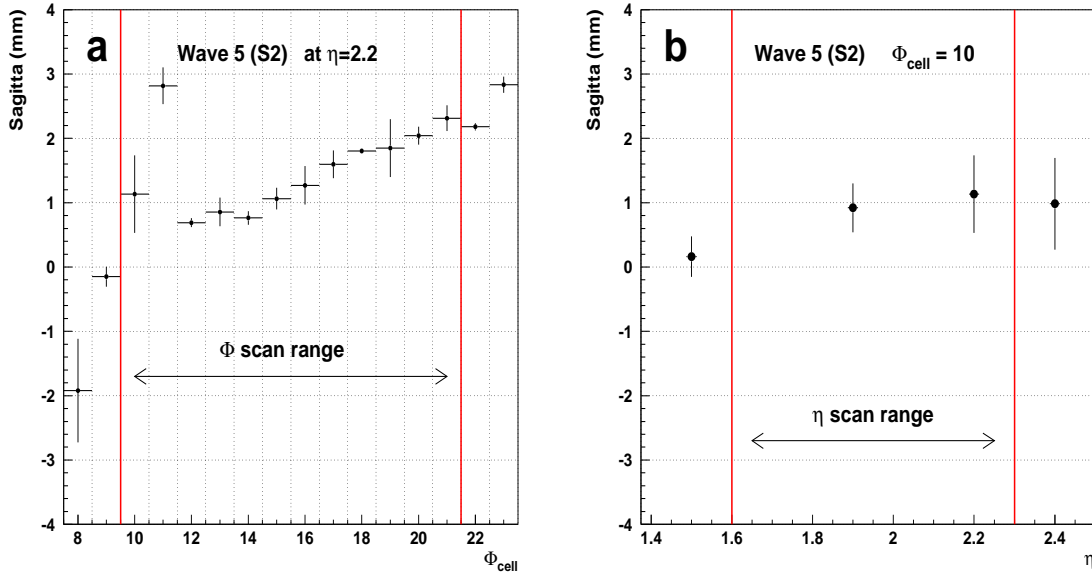 a
Wave 5 (S2) at η=2.2
Sagitta (mm)
4
3
2
1
0
-1
-2
-3
-4
Φ scan range
8 10 12 14 16 18 20 22
Φcell
b
Wave 5 (S2) Φcell = 10
Sagitta (mm)
4
3
2
1
0
-1
-2
-3
-4
η scan range
1.4 1.6 1.8 2 2.2 2.4
η